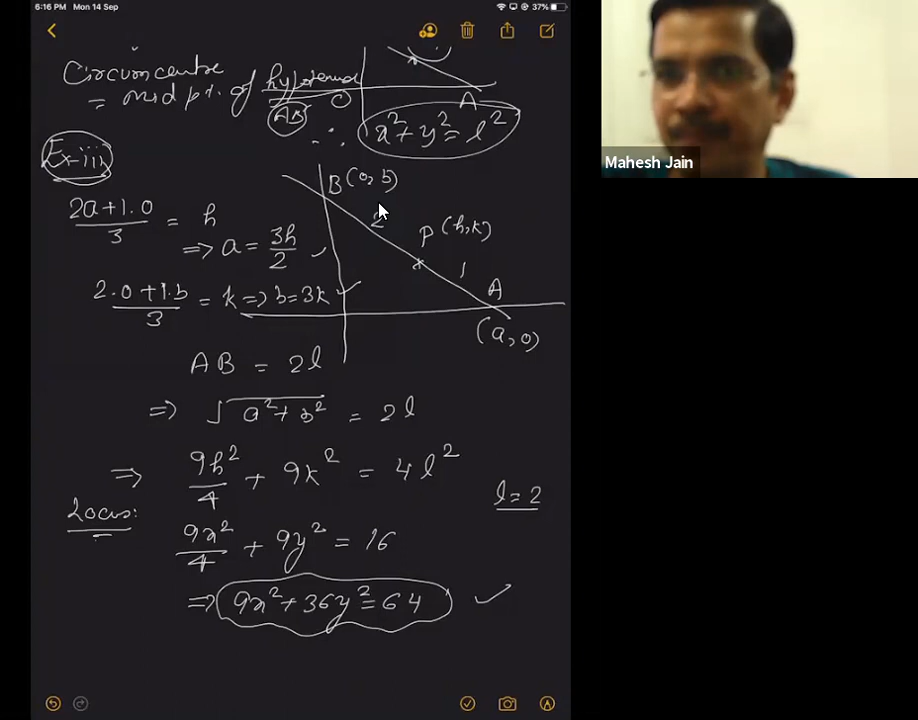 6:16 PM Mon 14 Sep
37%
Circumcentre
= mid pt. of
AB
O
A
∴ x²+y²=l²
Ex-iii
B(0, b)
2
P(h,k)
1
A
(a,0)
2a+1.0/3 = h
=> a = 3h/2
2.0+1.b/3 = k => b=3k
AB = 2l
=> √a²+b² = 2l
=> 9h²/4 + 9k² = 4l²
l=2
Locus:
9x²/4 + 9y² = 16
=> 9x²+36y²=64
Mahesh Jain